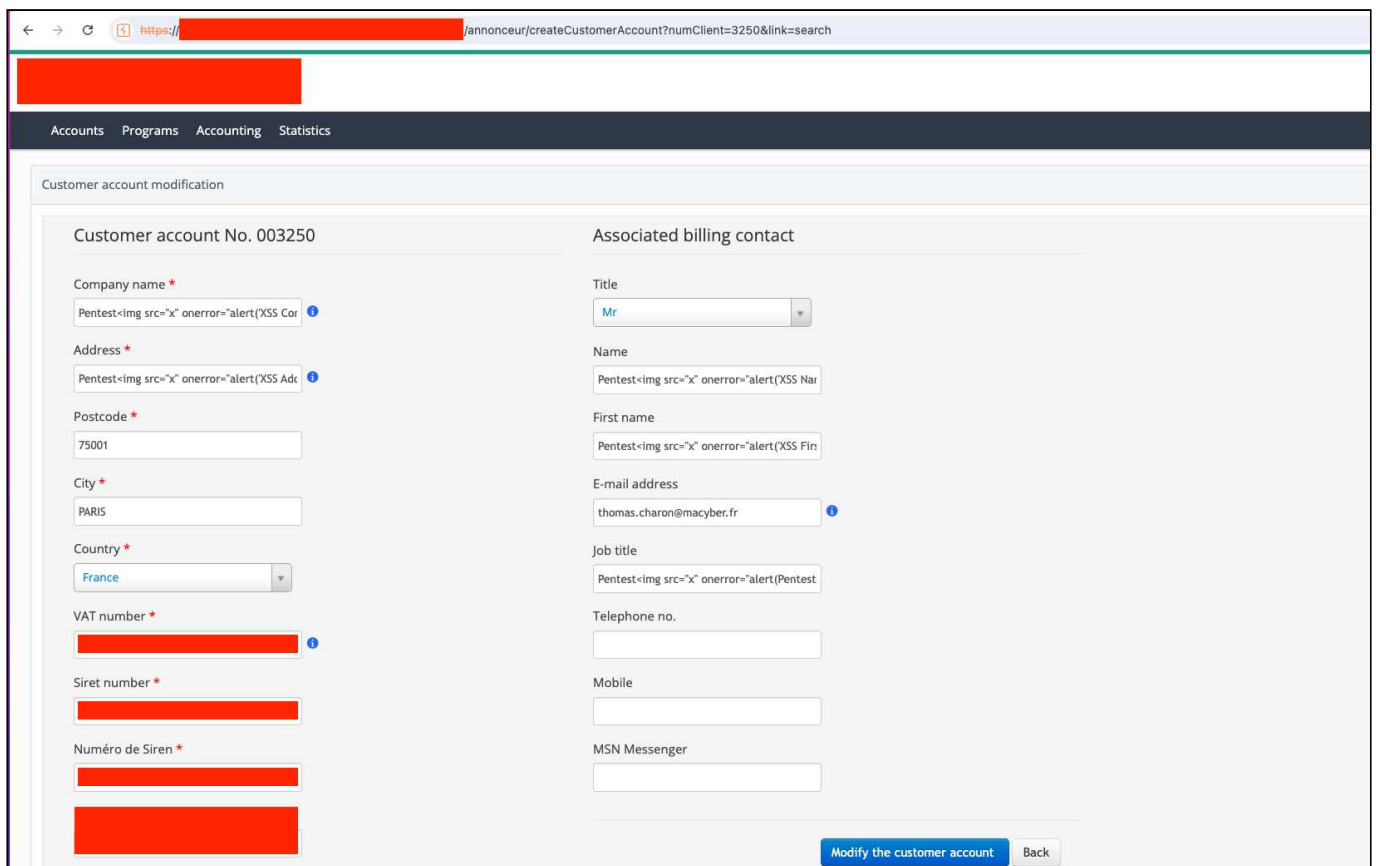 https:// /annonceur/createCustomerAccount?numClient=3250&link=search
Accounts Programs Accounting Statistics
Customer account modification
Customer account No. 003250
Company name *
Pentest<img src="x" onerror="alert('XSS Cor
Address *
Pentest<img src="x" onerror="alert('XSS Adc
Postcode *
75001
City *
PARIS
Country *
France
VAT number *
Siret number *
Numéro de Siren *
Associated billing contact
Title
Mr
Name
Pentest<img src="x" onerror="alert('XSS Nar
First name
Pentest<img src="x" onerror="alert('XSS Firs
E-mail address
thomas.charon@macyber.fr
Job title
Pentest<img src="x" onerror="alert(Pentest
Telephone no.
Mobile
MSN Messenger
Modify the customer account Back